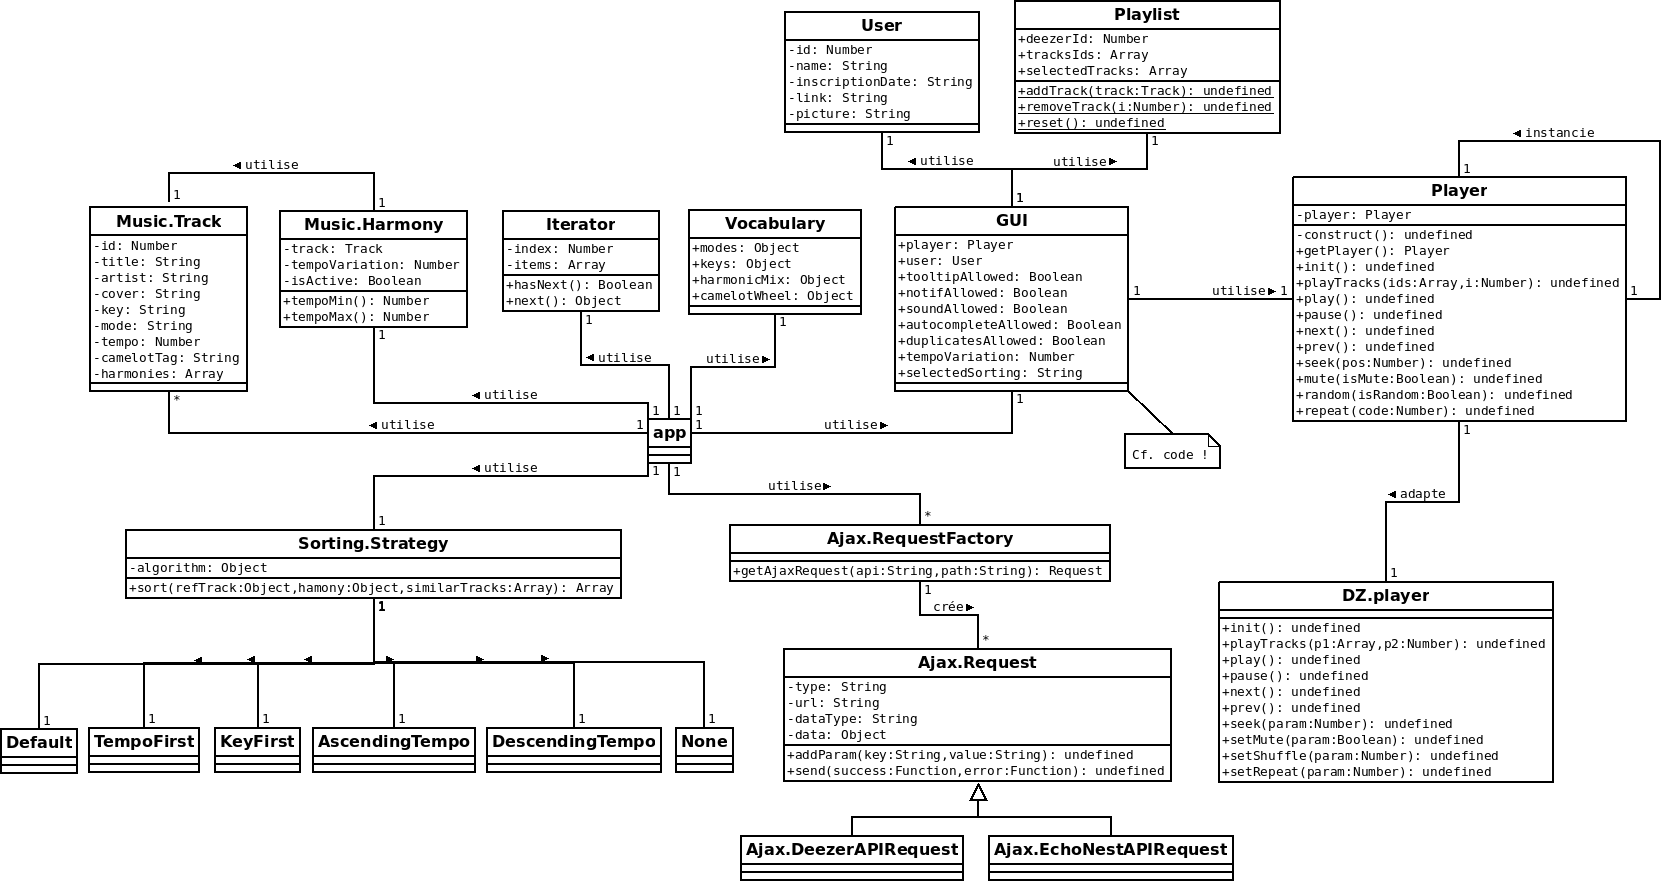 User
-id: Number
-name: String
-inscriptionDate: String
-link: String
-picture: String
1
Playlist
+deezerId: Number
+tracksIds: Array
+selectedTracks: Array
+addTrack(track:Track): undefined
+removeTrack(i:Number): undefined
+reset(): undefined
1
◄ utilise
utilise►
1
◄ instancie
1
Player
-player: Player
-construct(): undefined
+getPlayer(): Player
+init(): undefined
+playTracks(ids:Array,i:Number): undefined
+play(): undefined
+pause(): undefined
+next(): undefined
+prev(): undefined
+seek(pos:Number): undefined
+mute(isMute:Boolean): undefined
+random(isRandom:Boolean): undefined
+repeat(code:Number): undefined
1
1
◄ utilise
1
1
Music.Track
-id: Number
-title: String
-artist: String
-cover: String
-key: String
-mode: String
-tempo: Number
-camelotTag: String
-harmonies: Array
*
Music.Harmony
-track: Track
-tempoVariation: Number
-isActive: Boolean
+tempoMin(): Number
+tempoMax(): Number
1
Iterator
-index: Number
-items: Array
+hasNext(): Boolean
+next(): Object
1
Vocabulary
+modes: Object
+keys: Object
+harmonicMix: Object
+camelotWheel: Object
1
GUI
+player: Player
+user: User
+tooltipAllowed: Boolean
+notifAllowed: Boolean
+soundAllowed: Boolean
+autocompleteAllowed: Boolean
+duplicatesAllowed: Boolean
+tempoVariation: Number
+selectedSorting: String
1
1 utilise► 1
Cf. code !
◄ utilise
utilise►
◄ utilise
1 1 1
◄ utilise 1
1 utilise►
app
◄ utilise 1
1
utilise►
1
*
Sorting.Strategy
-algorithm: Object
+sort(refTrack:Object,hamony:Object,similarTracks:Array): Array
1
Ajax.RequestFactory
+getAjaxRequest(api:String,path:String): Request
1
crée►
*
◄ adapte
1
DZ.player
+init(): undefined
+playTracks(p1:Array,p2:Number): undefined
+play(): undefined
+pause(): undefined
+next(): undefined
+prev(): undefined
+seek(param:Number): undefined
+setMute(param:Boolean): undefined
+setShuffle(param:Number): undefined
+setRepeat(param:Number): undefined
◄ ◄ ◄ ► ► ►
1 1 1 1 1 1
Default
TempoFirst
KeyFirst
AscendingTempo
DescendingTempo
None
Ajax.Request
-type: String
-url: String
-dataType: String
-data: Object
+addParam(key:String,value:String): undefined
+send(success:Function,error:Function): undefined
Ajax.DeezerAPIRequest
Ajax.EchoNestAPIRequest